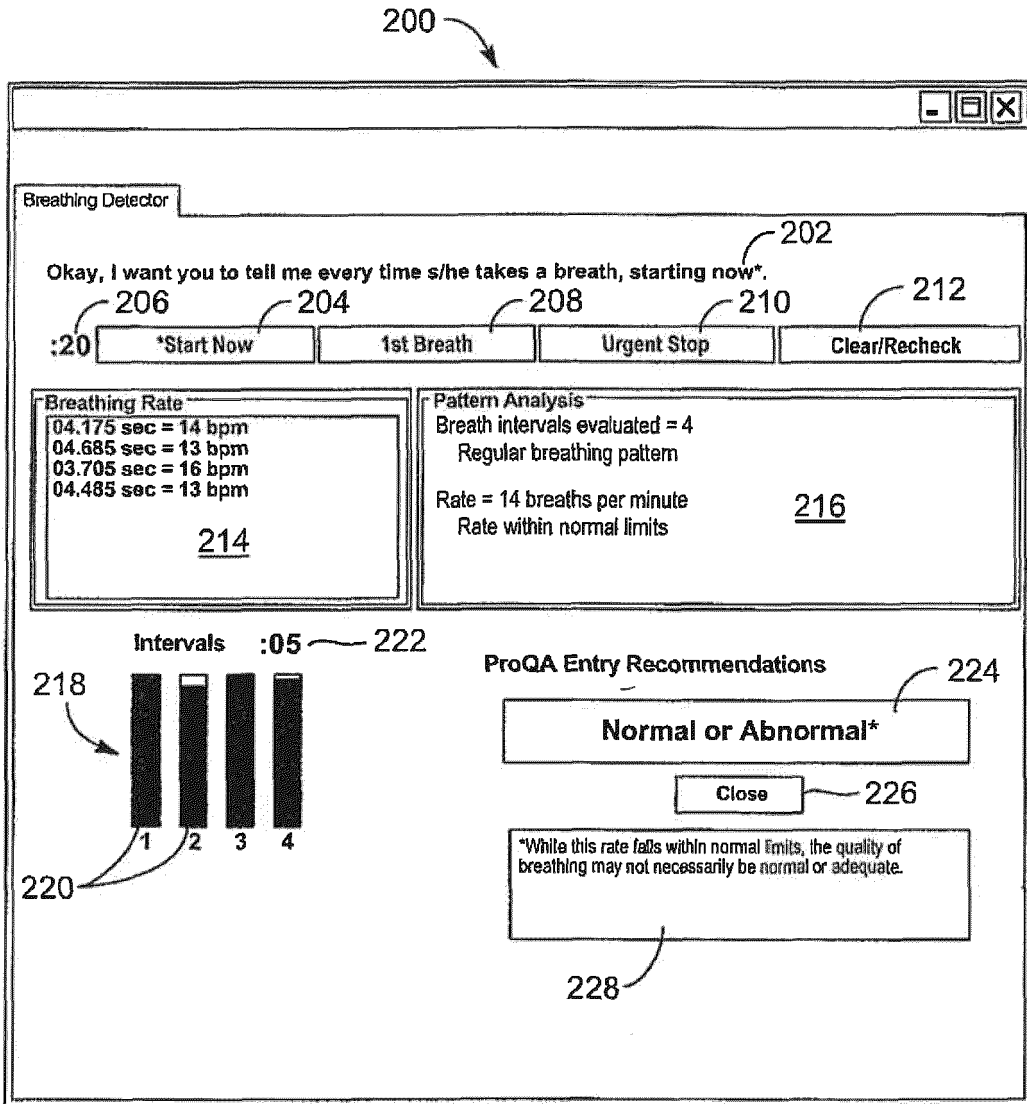 200
Breathing Detector
202
Okay, I want you to tell me every time s/he takes a breath, starting now*.
206 204 208 210 212
:20 *Start Now 1st Breath Urgent Stop Clear/Recheck
Breathing Rate
04.175 sec = 14 bpm
04.685 sec = 13 bpm
03.705 sec = 16 bpm
04.485 sec = 13 bpm
214
Pattern Analysis
Breath intervals evaluated = 4
Regular breathing pattern
Rate = 14 breaths per minute
Rate within normal limits
216
Intervals :05 222
218
1 2 3 4
220
ProQA Entry Recommendations
224
Normal or Abnormal*
Close 226
*While this rate falls within normal limits, the quality of
breathing may not necessarily be normal or adequate.
228